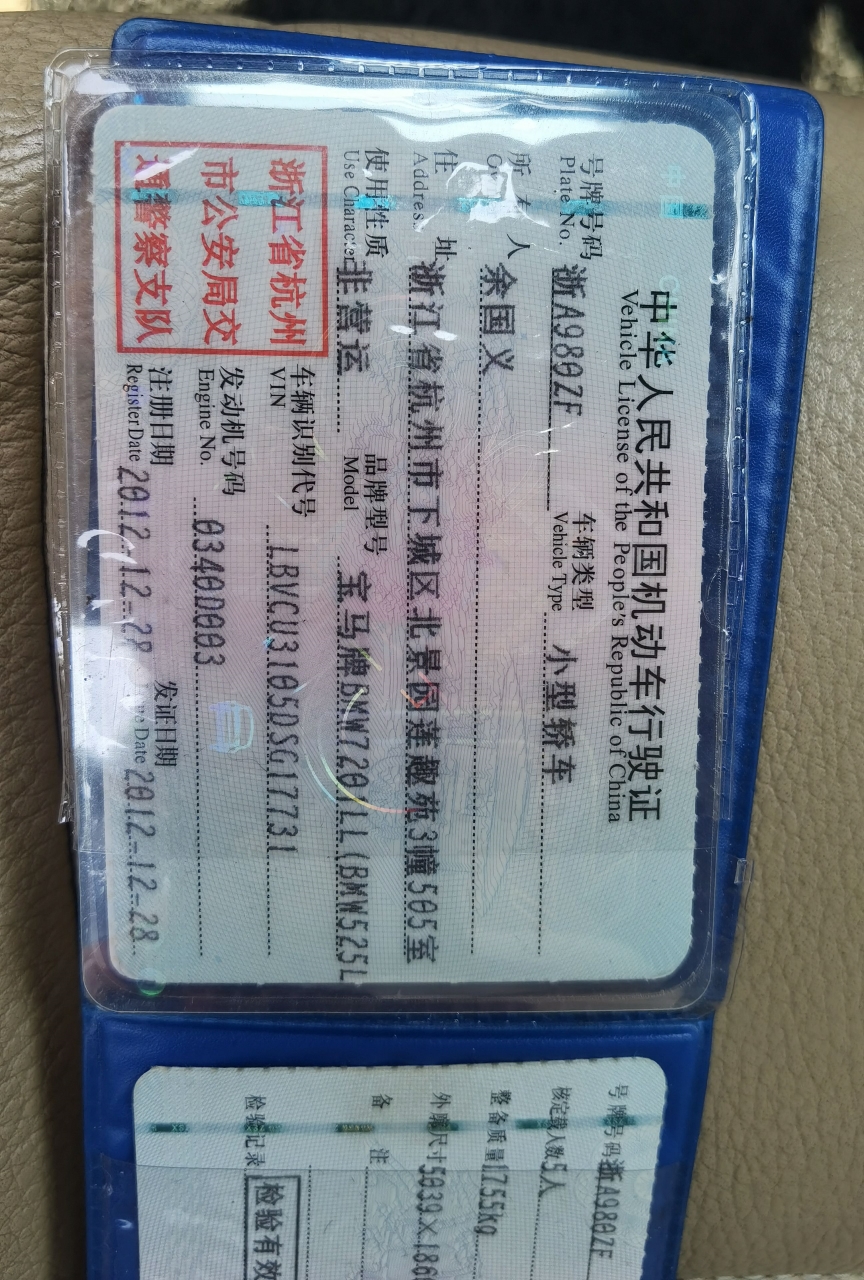 中华人民共和国机动车行驶证
Vehicle License of the People's Republic of China
号牌号码 浙A980ZF 车辆类型 小型轿车
Plate No. Vehicle Type
所有人 余国义
住址 浙江省杭州市下城区北景园莲趣苑3幢505室
Address
使用性质 非营运 品牌型号 宝马牌BMW7201LL(BMW525L
Use Character Model
浙江省杭州
市公安局交
通警察支队
车辆识别代号 LBVCU3105DSG17731
VIN
发动机号码 0340D003
Engine No.
注册日期 2012-12-28 发证日期 2012-12-28
Register Date Date
号牌号码 浙A980ZF
核定载人数 5人
整备质量 1755kg
外廓尺寸 5039×186
备注
检验记录
检验有效